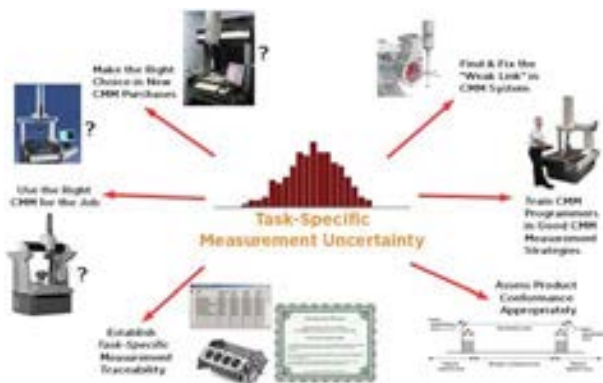 Make the Right
Choice in New
CMM Purchases
?
?
Find & Fix the
"Weak Link" in
CMM System
Use the Right
CMM for the Job
?
Task-Specific
Measurement Uncertainty
Train CMM
Programmers
in Good CMM
Measurement
Strategies
Establish
Task-Specific
Measurement
Traceability
Assess Product
Conformance
Appropriately